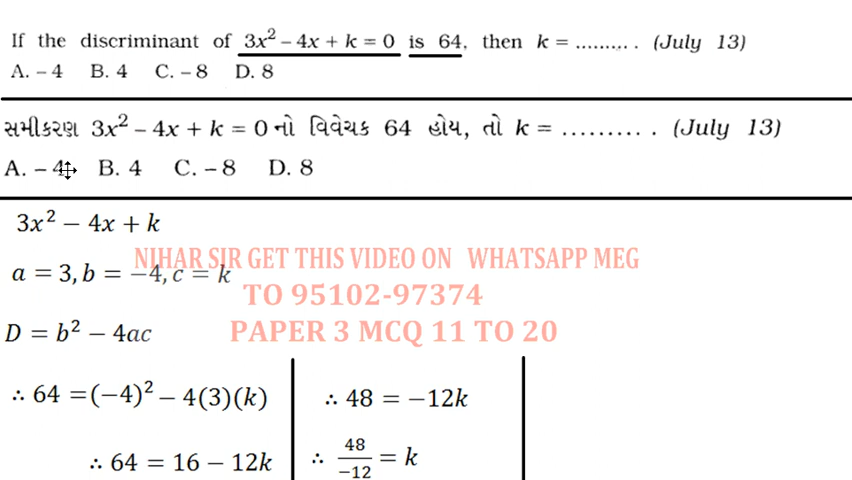 If the discriminant of 3x² – 4x + k = 0 is 64, then k = .......... (July 13)
A. – 4 B. 4 C. – 8 D. 8
સમીકરણ 3x² – 4x + k = 0 નો વિવેચક 64 હોય, તો k = .......... . (July 13)
A. – 4 B. 4 C. – 8 D. 8
3x² − 4x + k
NIHAR SIR GET THIS VIDEO ON WHATSAPP MEG
a = 3, b = −4, c = k
TO 95102-97374
D = b² − 4ac
PAPER 3 MCQ 11 TO 20
∴ 64 = (−4)² − 4(3)(k)
∴ 64 = 16 − 12k
∴ 48 = −12k
∴ 48/−12 = k